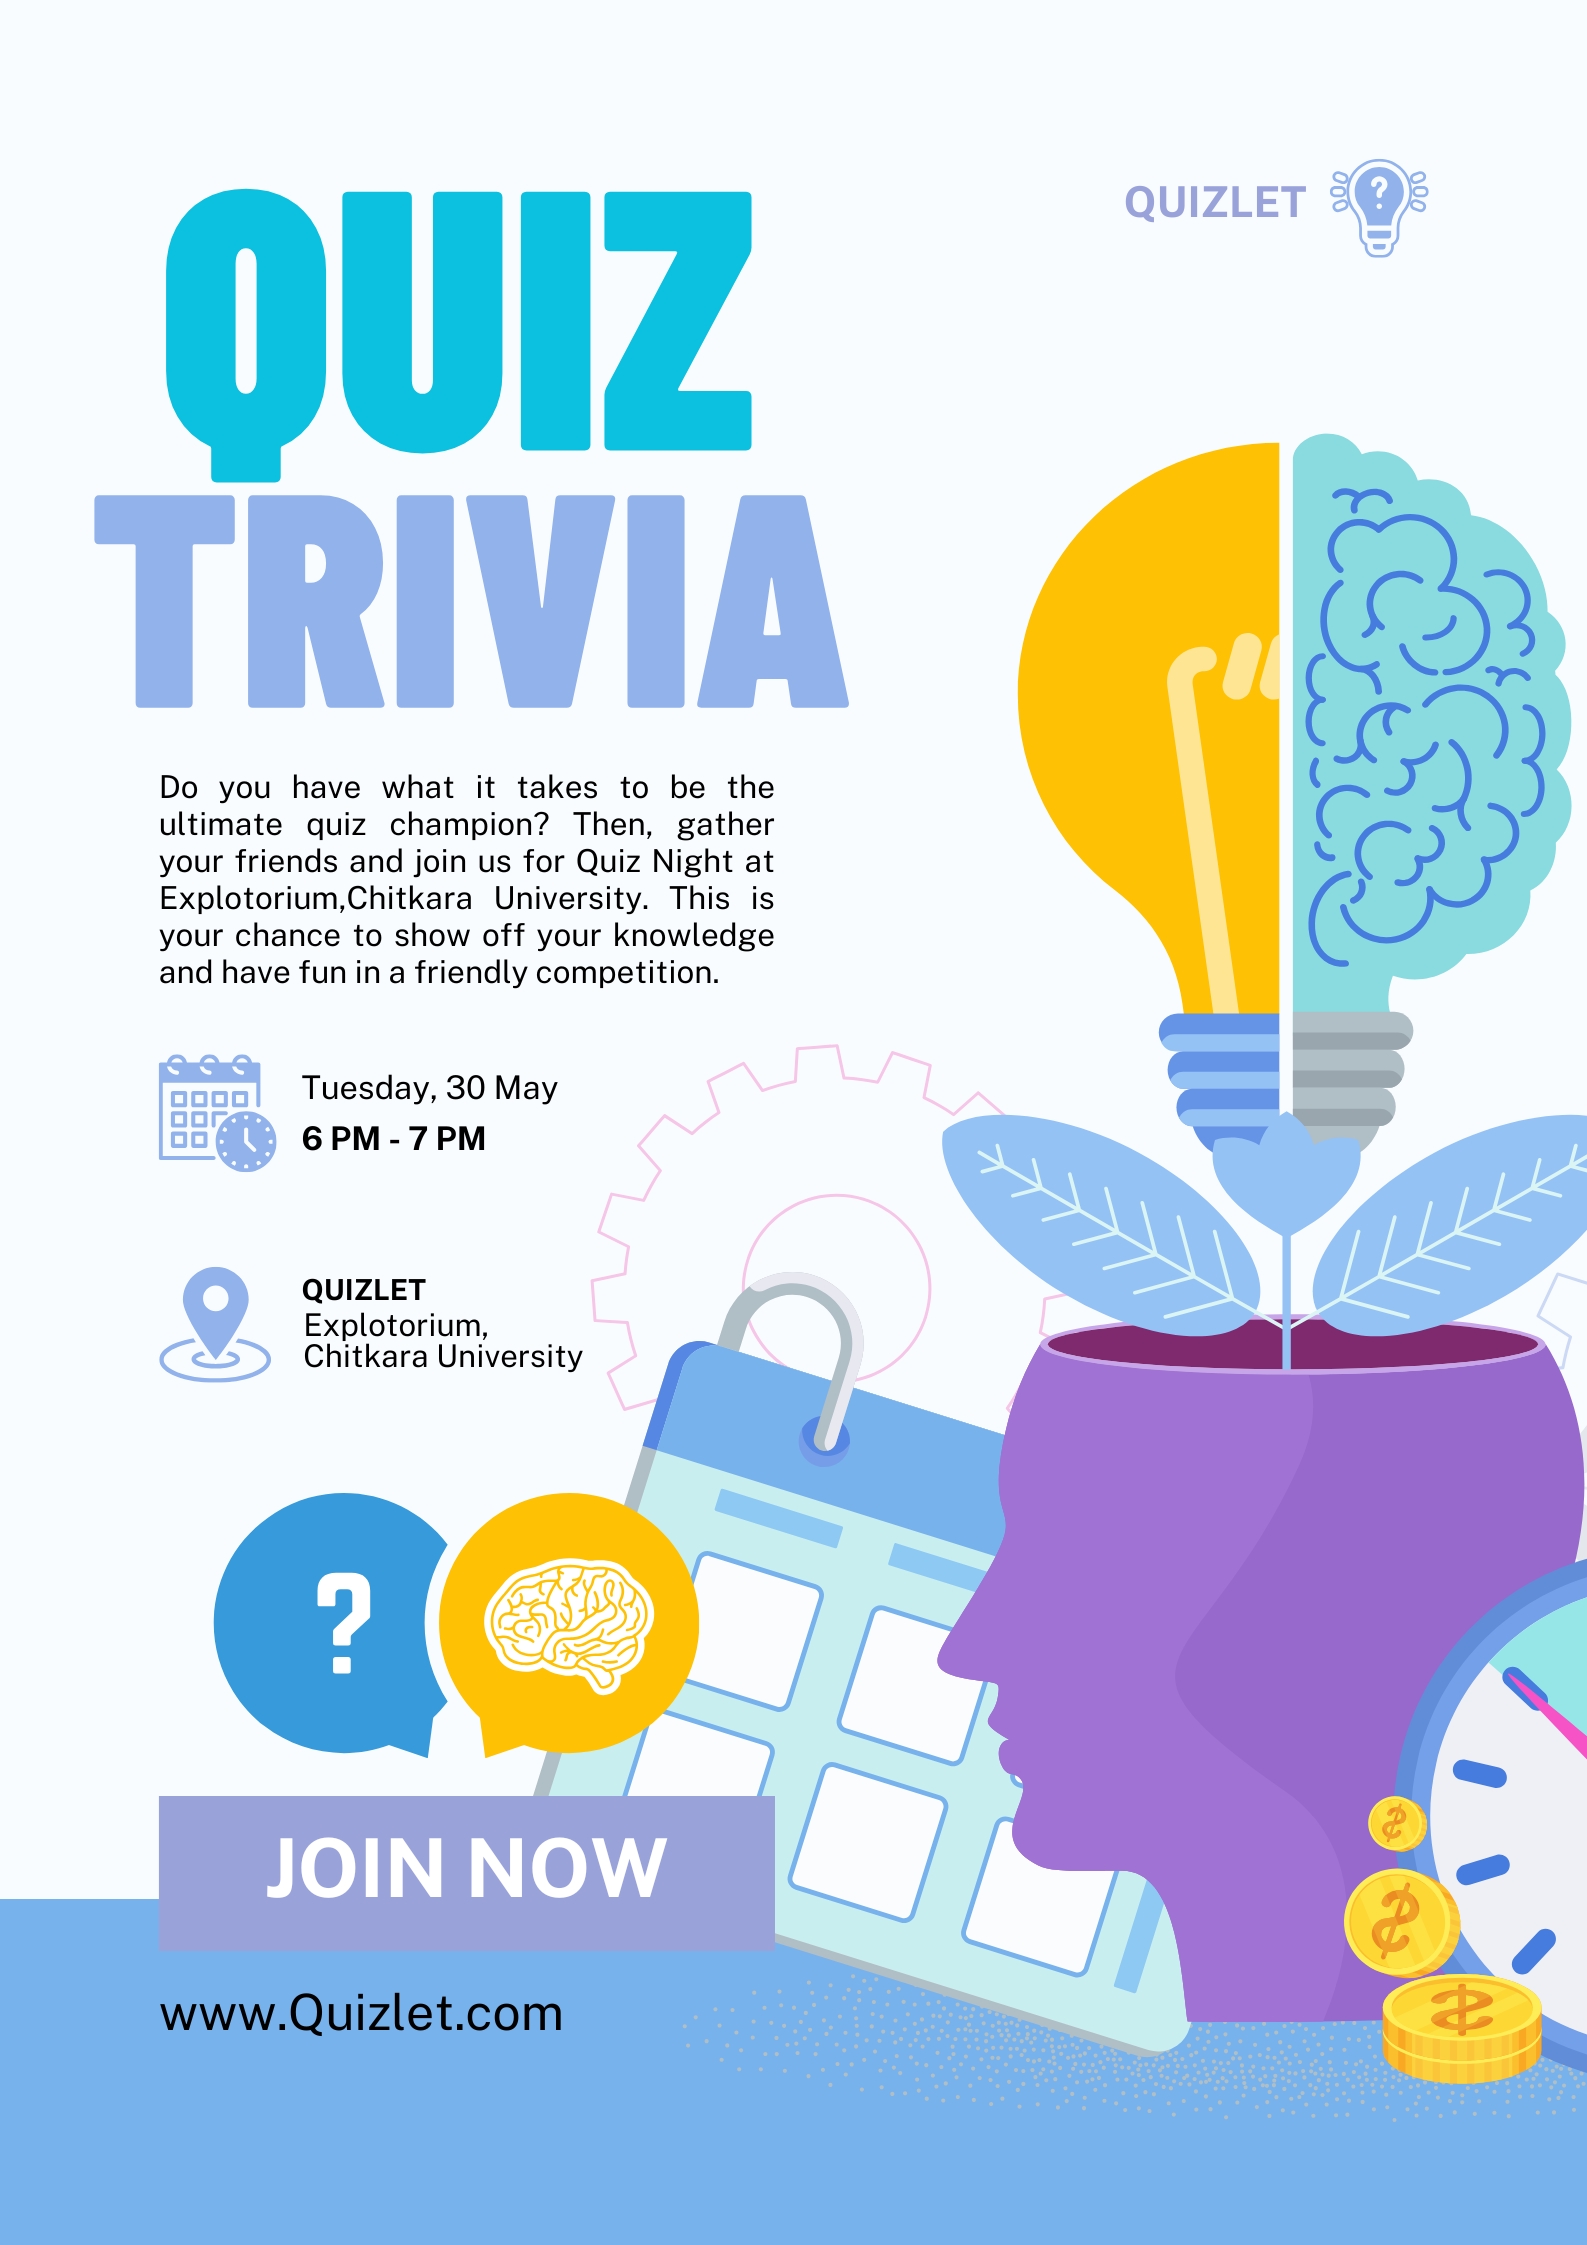 QUIZLET
QUIZ
TRIVIA
Do you have what it takes to be the
ultimate quiz champion? Then, gather
your friends and join us for Quiz Night at
Explotorium,Chitkara University. This is
your chance to show off your knowledge
and have fun in a friendly competition.
Tuesday, 30 May
6 PM - 7 PM
QUIZLET
Explotorium,
Chitkara University
?
JOIN NOW
www.Quizlet.com